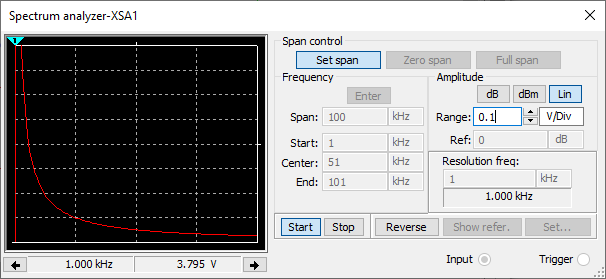 Spectrum analyzer-XSA1
1
Span control
Set span Zero span Full span
Frequency
Enter
Span: 100 kHz
Start: 1 kHz
Center: 51 kHz
End: 101 kHz
Amplitude
dB dBm Lin
Range: 0.1 V/Div
Ref: 0 dB
Resolution freq:
1 kHz
1.000 kHz
Start Stop Reverse Show refer. Set...
1.000 kHz 3.795 V
Input Trigger